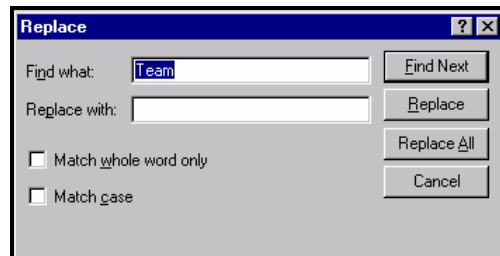 Replace
Find what: Team Find Next
Replace with: Replace
Replace All
Match whole word only
Cancel
Match case